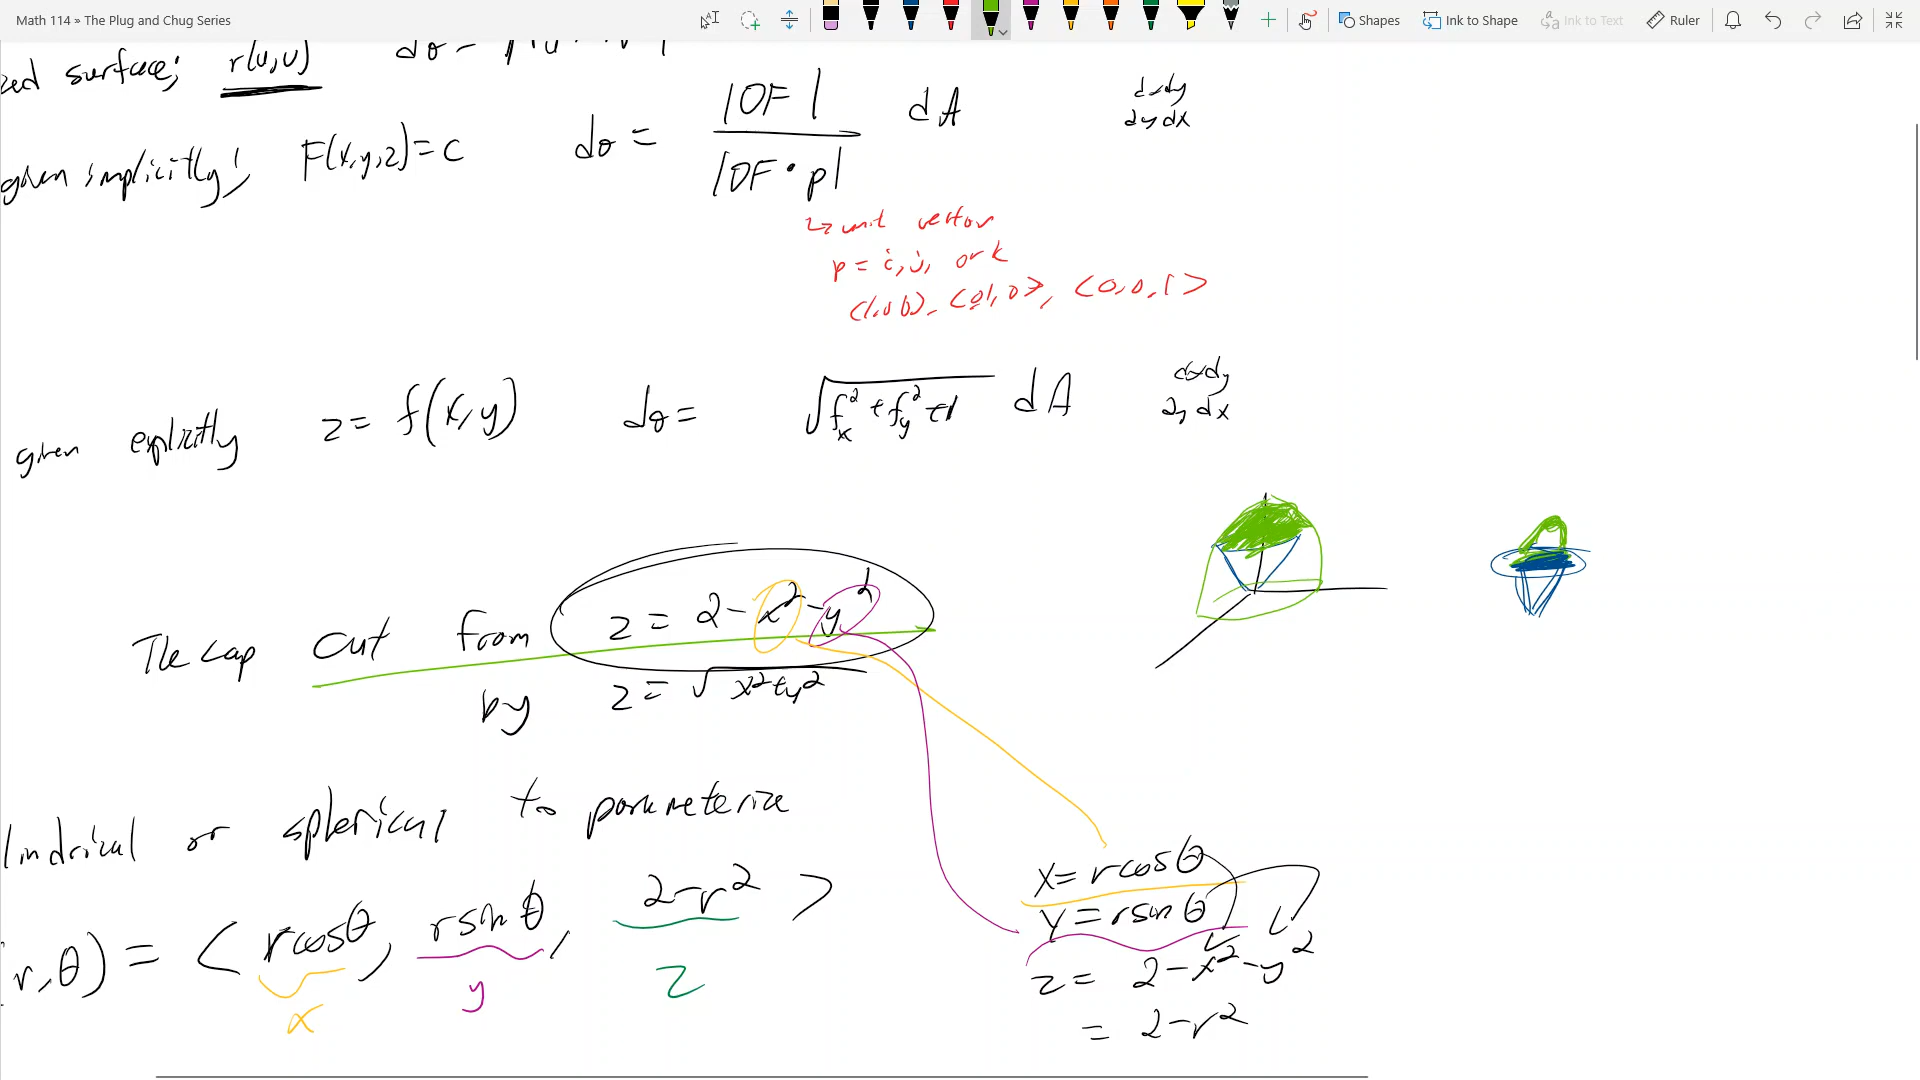 Math 114 » The Plug and Chug Series
Shapes
Ink to Shape
Ink to Text
Ruler
zed surface; r(u,v) dσ =
given implicitly; F(x,y,z)=c dσ = |∇F| / |∇F • p| dA dxdy dydx
↳ unit vector
p = i, j, or k
<1,0,0>, <0,1,0>, <0,0,1>
given explicitly z = f(x,y) dσ = √fx² + fy² + 1 dA dxdy dydx
The cap cut from z = 2 - x² - y²
by z = √x²+y²
lindrical or spherical to parameterize
r,θ) = < rcosθ, rsinθ, 2-r² >
x y z
x = rcosθ
y = rsinθ
z = 2-x²-y²
= 2-r²